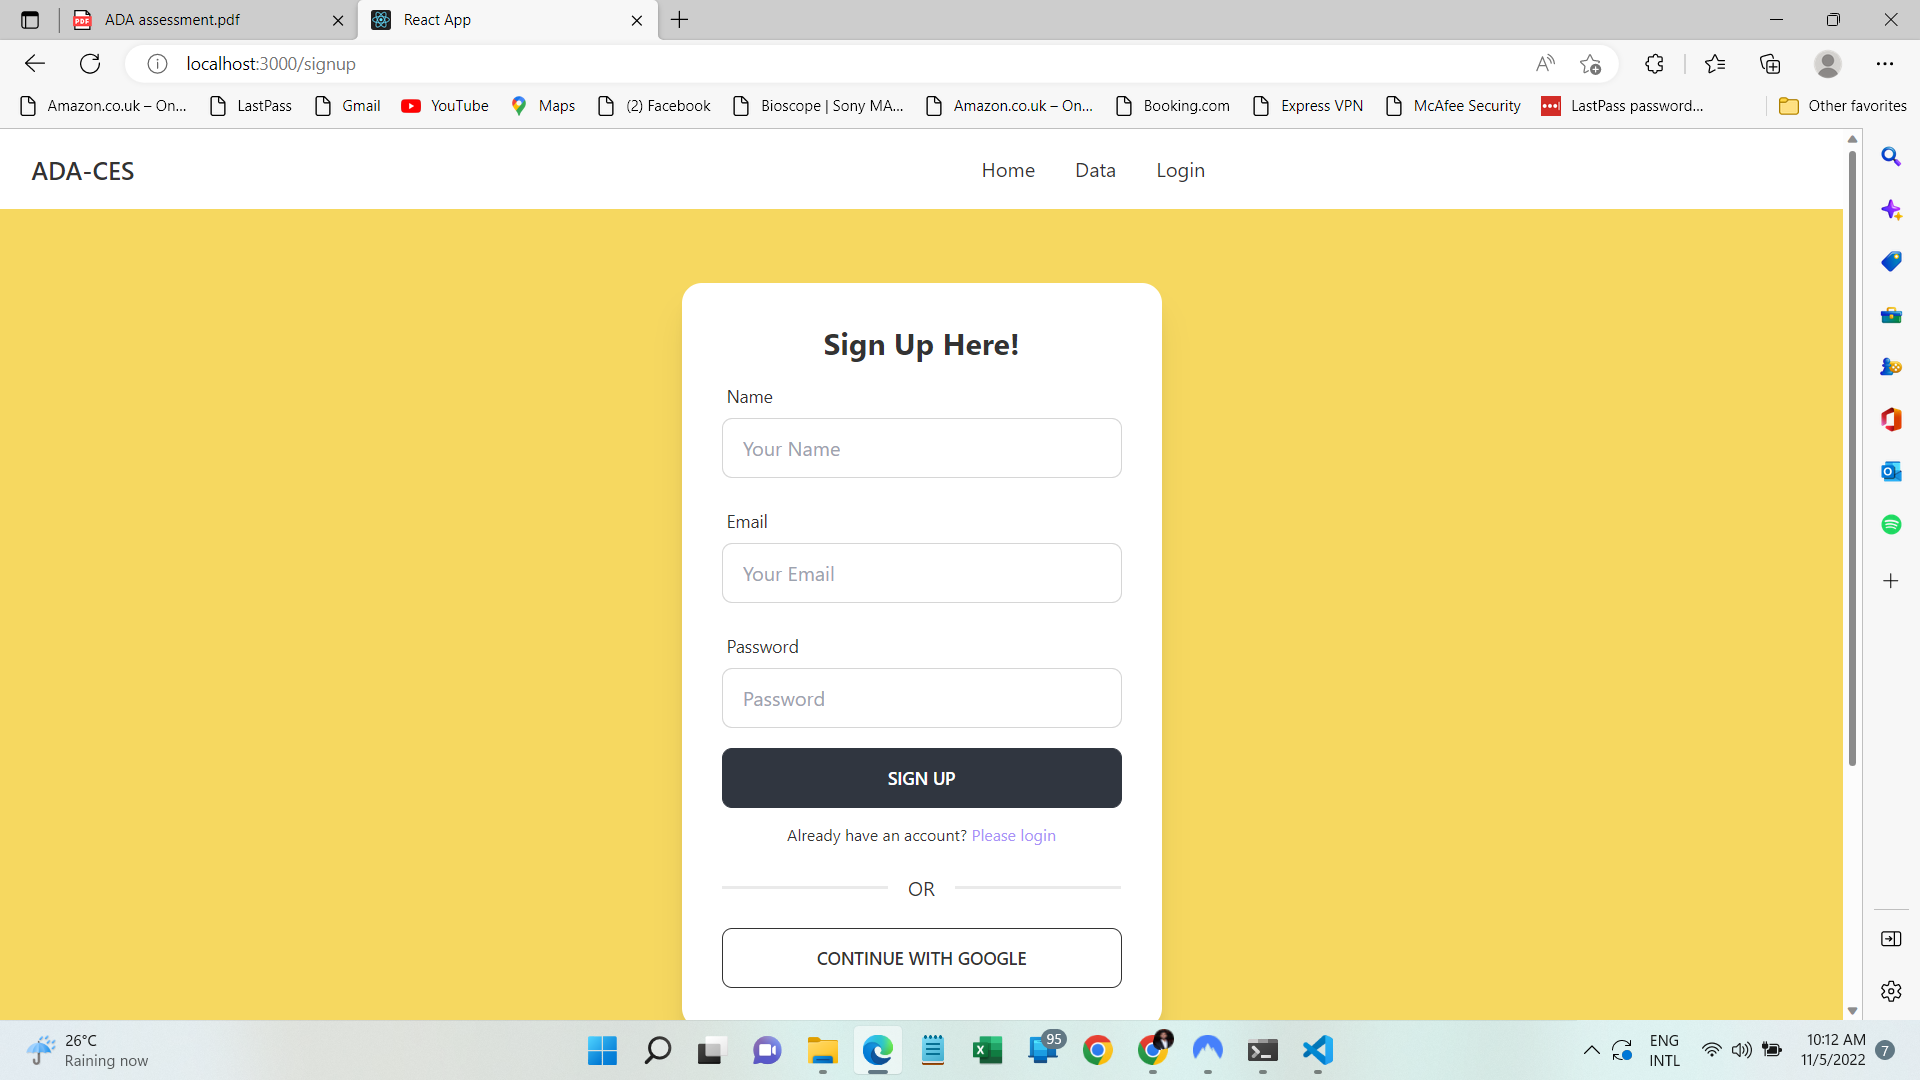 ADA assessment.pdf
React App
localhost:3000/signup
Amazon.co.uk – On...
LastPass
Gmail
YouTube
Maps
(2) Facebook
Bioscope | Sony MA...
Amazon.co.uk – On...
Booking.com
Express VPN
McAfee Security
LastPass password...
Other favorites
ADA-CES
Home
Data
Login
Sign Up Here!
Name
Your Name
Email
Your Email
Password
Password
SIGN UP
Already have an account? Please login
OR
CONTINUE WITH GOOGLE
26°C
Raining now
95
ENG
INTL
10:12 AM
11/5/2022
7